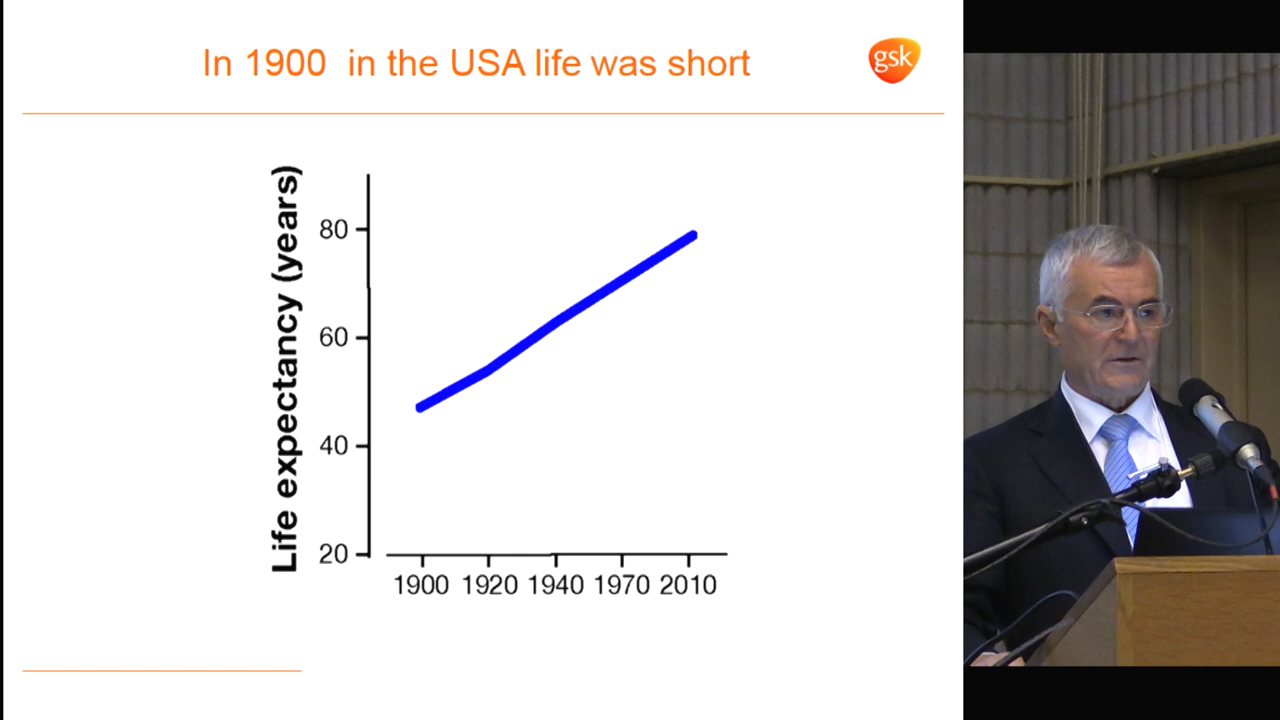 In 1900  in the USA life was short
gsk
Life expectancy (years)
80
60
40
20
1900 1920 1940 1970 2010